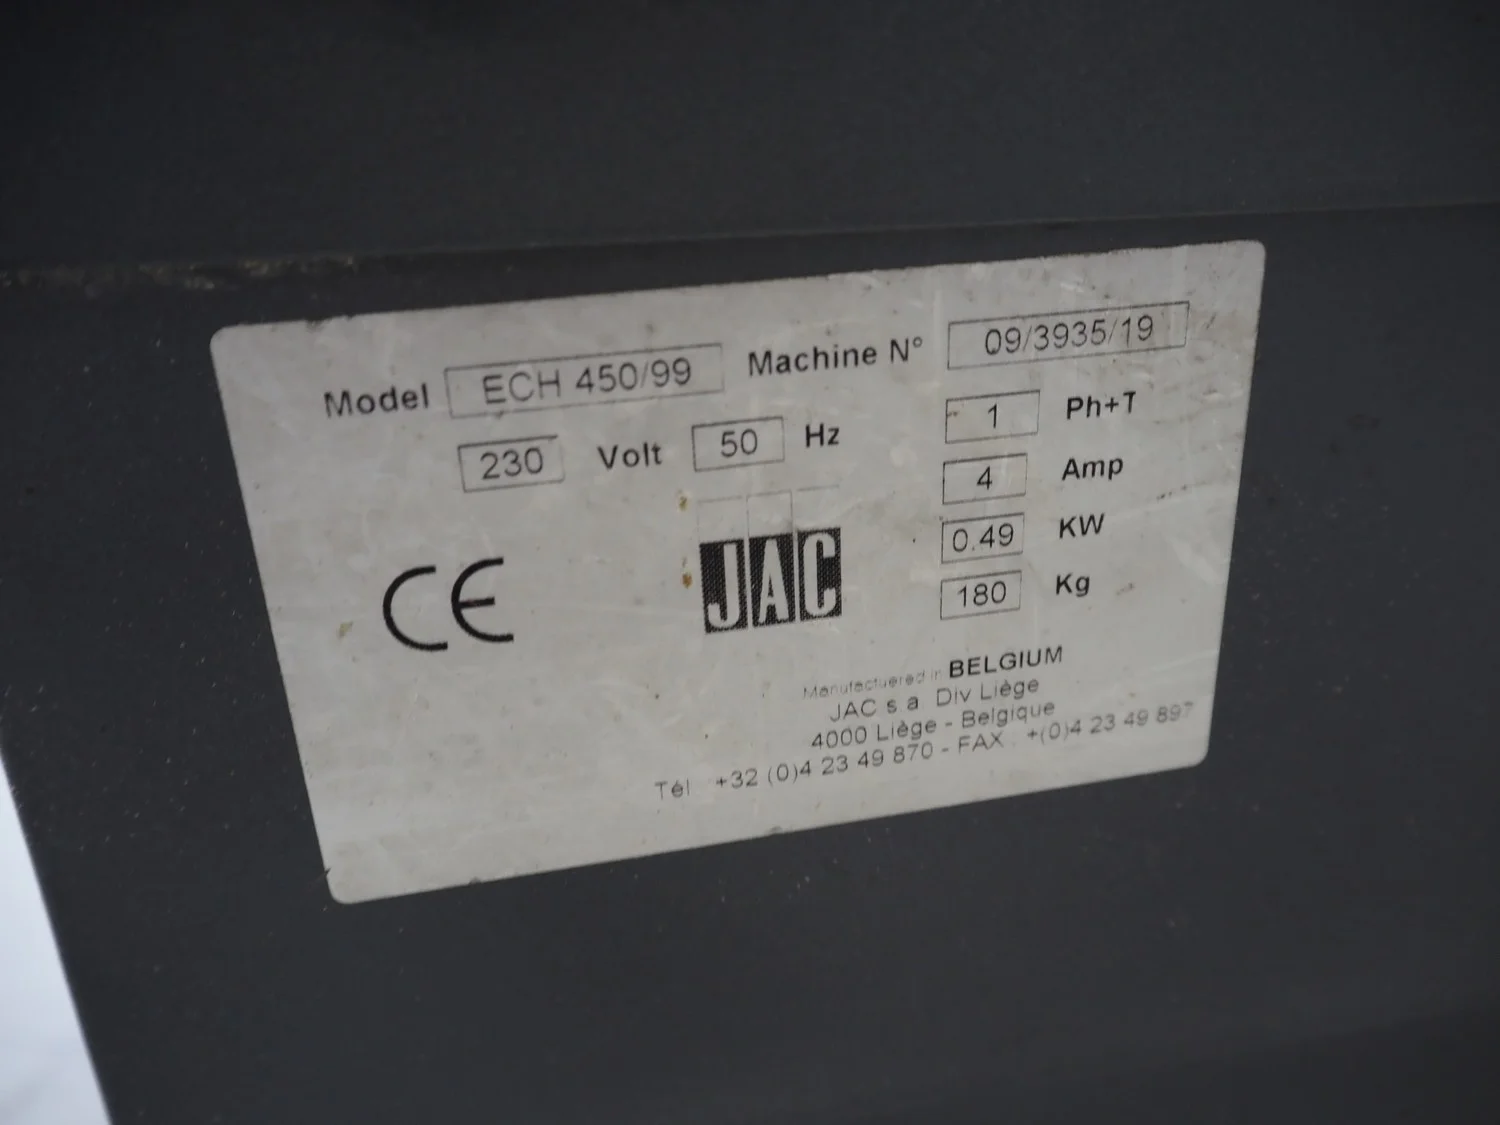 Model ECH 450/99 Machine N° 09/3935/19
230 Volt 50 Hz 1 Ph+T
4 Amp
0.49 KW
180 Kg
CE JAC
Manufactuered in BELGIUM
JAC s a Div Liège
4000 Liège - Belgique
Tél +32 (0)4 23 49 870 - FAX +(0)4 23 49 897